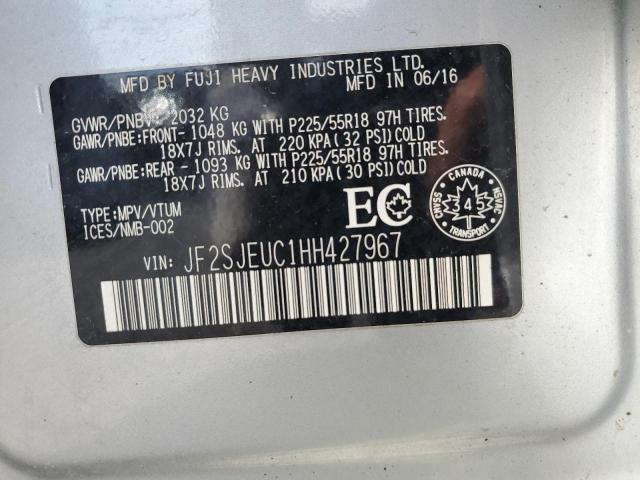 MFD BY FUJI HEAVY INDUSTRIES LTD.
MFD IN 06/16
GVWR/PNBV: 2032 KG
GAWR/PNBE:FRONT- 1048 KG WITH P225/55R18 97H TIRES.
18X7J RIMS. AT 220 KPA ( 32 PSI) COLD
GAWR/PNBE:REAR - 1093 KG WITH P225/55R18 97H TIRES.
18X7J RIMS. AT 210 KPA ( 30 PSI) COLD
TYPE:MPV/VTUM
ICES/NMB-002
EC
CANADA
CMVSS
345
NSVAC
VIN: JF2SJEUC1HH427967